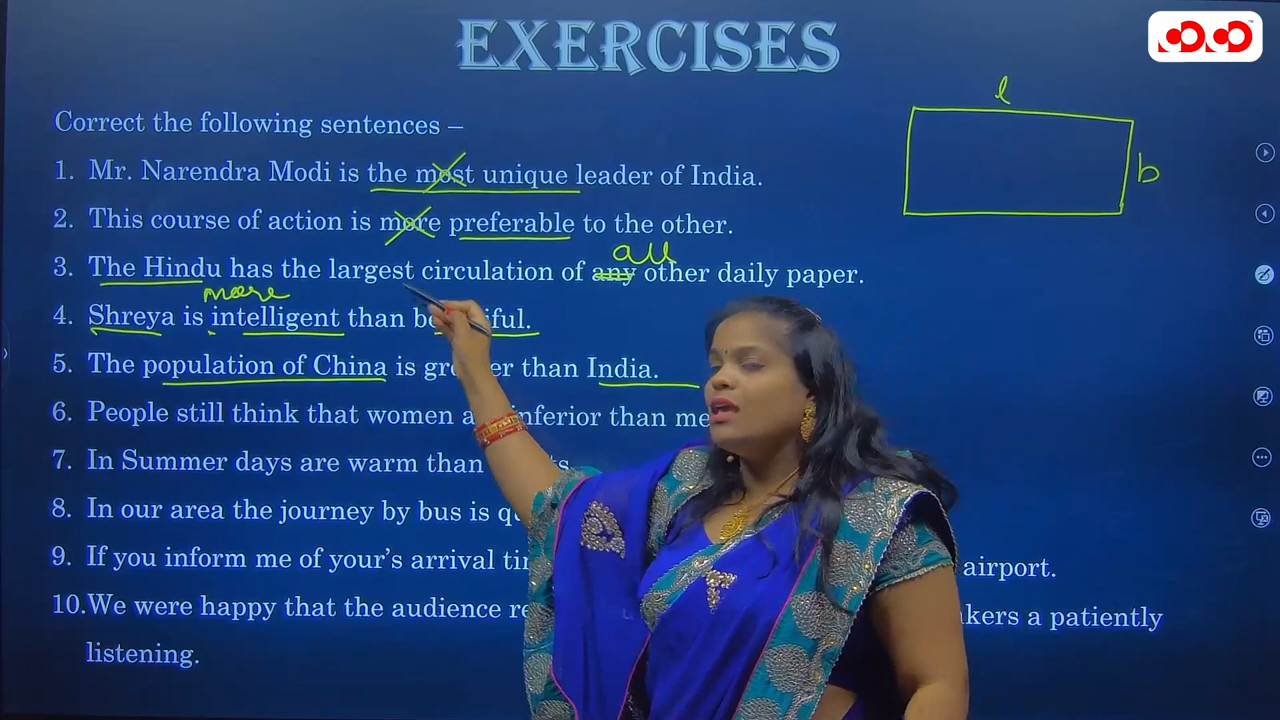 EXERCISES
l
Correct the following sentences –
b
1. Mr. Narendra Modi is the most unique leader of India.
2. This course of action is more preferable to the other.
all
3. The Hindu has the largest circulation of any other daily paper.
more
4. Shreya is intelligent than
5. The population of China is than India.
6. People still think that women inferior than
7. In Summer days are warm than
8. In our area the journey by bus is
9. If you inform me of your's arrival airport.
10.We were happy that the audience a patiently
listening.